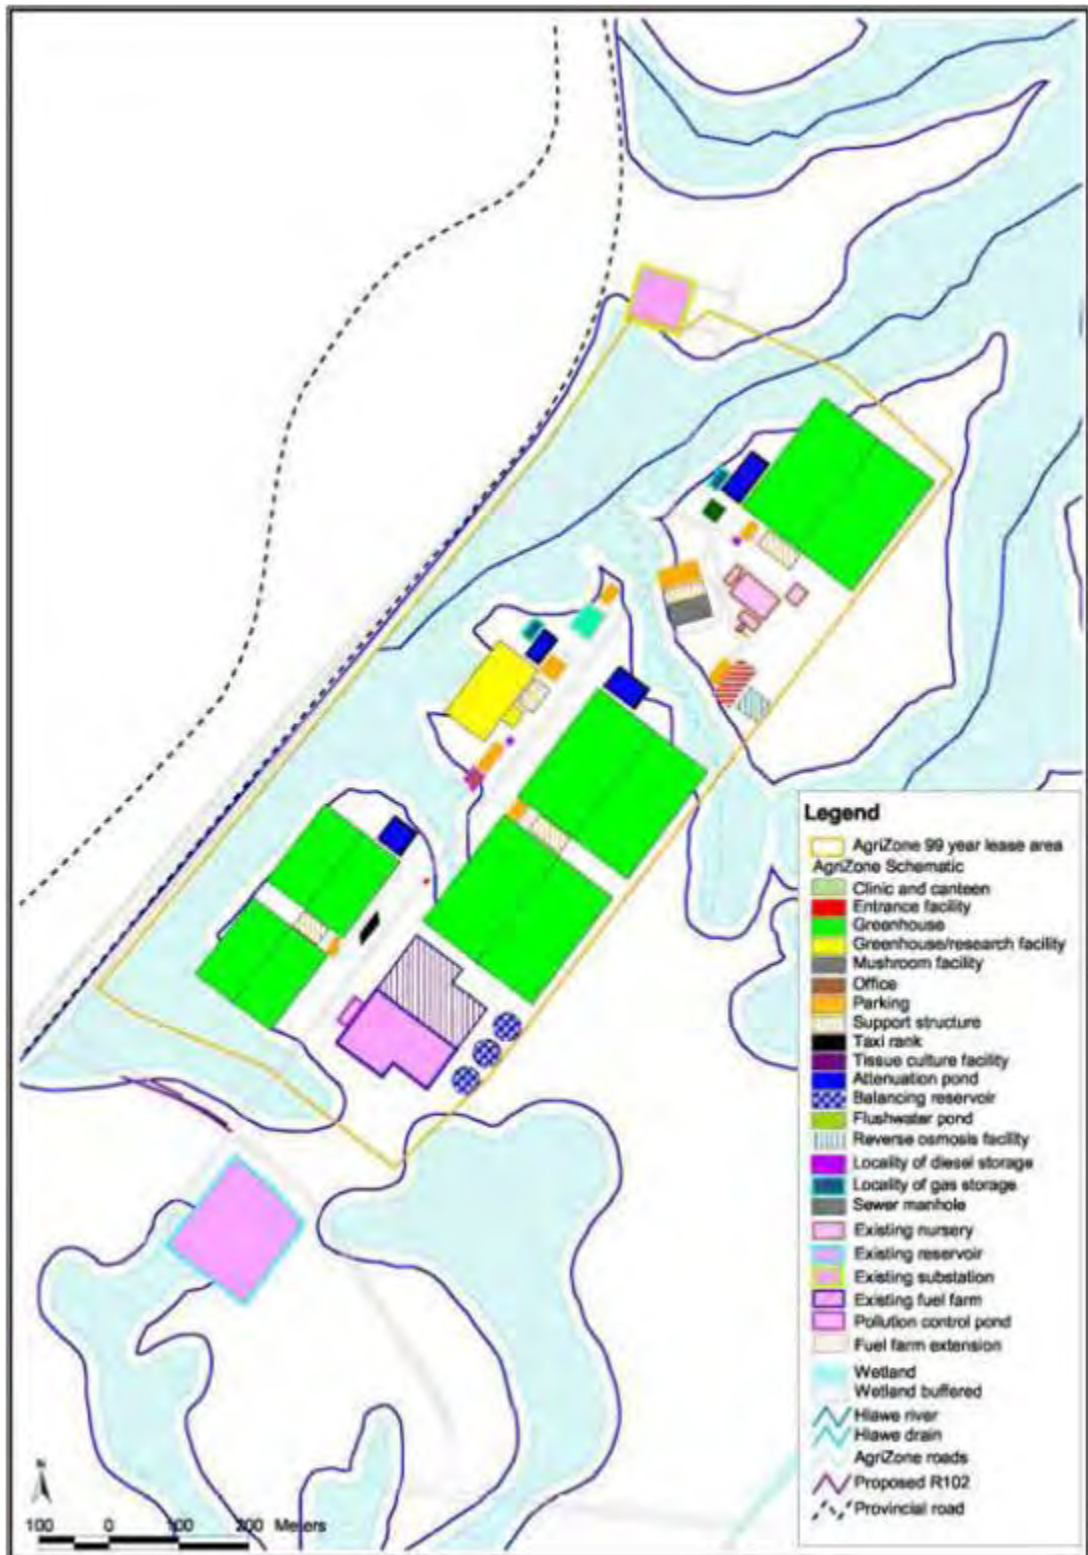 Legend
AgriZone 99 year lease area
AgriZone Schematic
Clinic and canteen
Entrance facility
Greenhouse
Greenhouse/research facility
Mushroom facility
Office
Parking
Support structure
Taxi rank
Tissue culture facility
Attenuation pond
Balancing reservoir
Flushwater pond
Reverse osmosis facility
Locality of diesel storage
Locality of gas storage
Sewer manhole
Existing nursery
Existing reservoir
Existing substation
Existing fuel farm
Pollution control pond
Fuel farm extension
Wetland
Wetland buffered
Hlawe river
Hlawe drain
AgriZone roads
Proposed R102
Provincial road
N
100 0 100 200 Meters